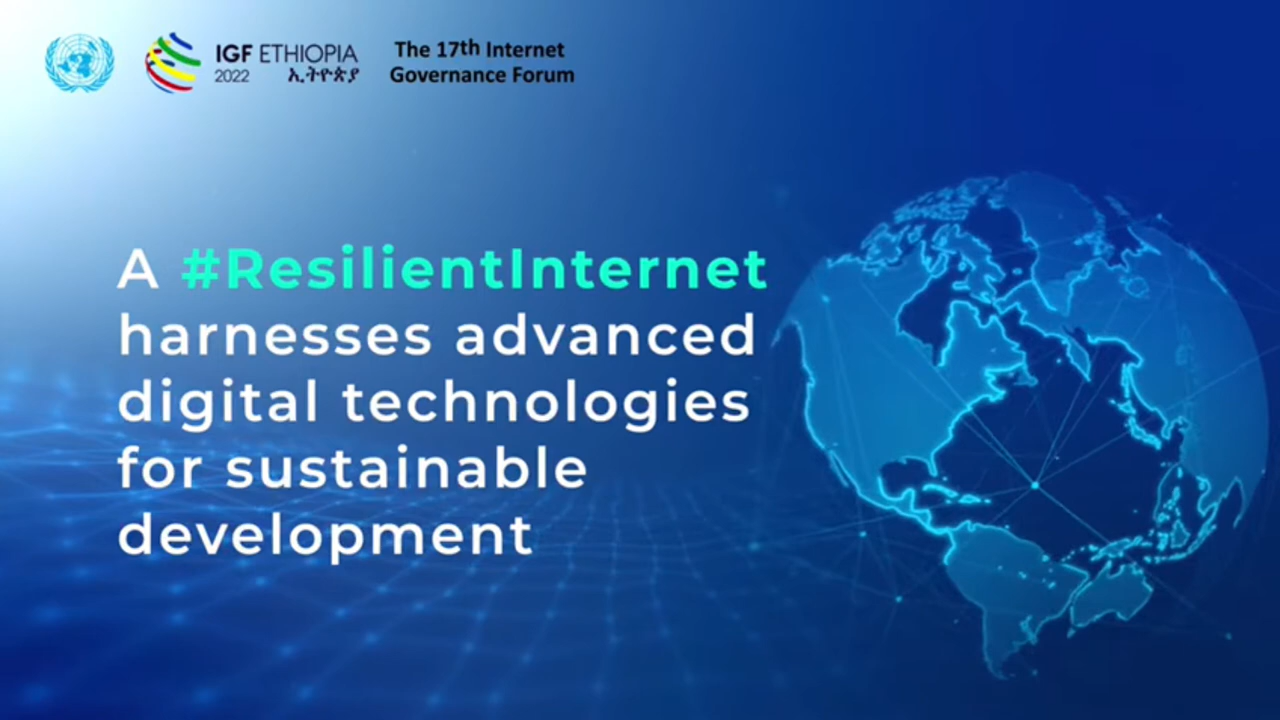 IGF ETHIOPIA
2022 ኢትዮጵያ
The 17th Internet
Governance Forum
A #ResilientInternet
harnesses advanced
digital technologies
for sustainable
development